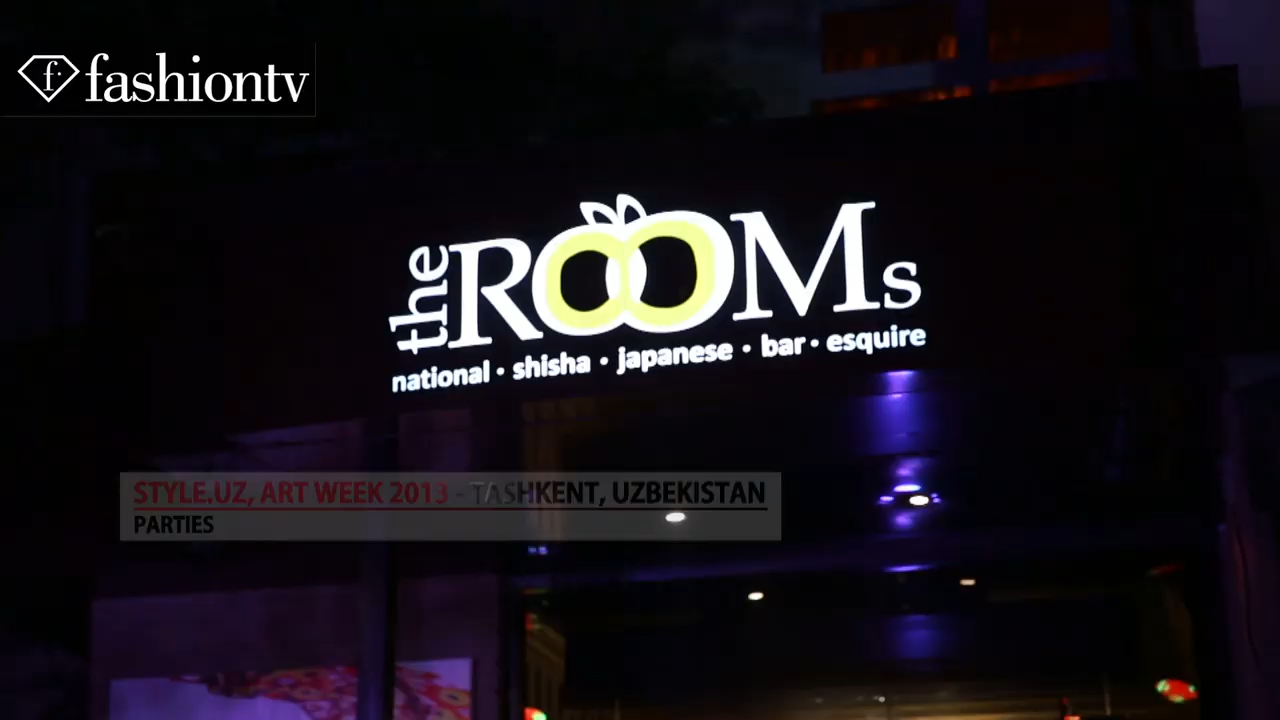 fashiontv
the ROOMs
national • shisha • japanese • bar • esquire
STYLE.UZ, ART WEEK 2013 - TASHKENT, UZBEKISTAN
PARTIES